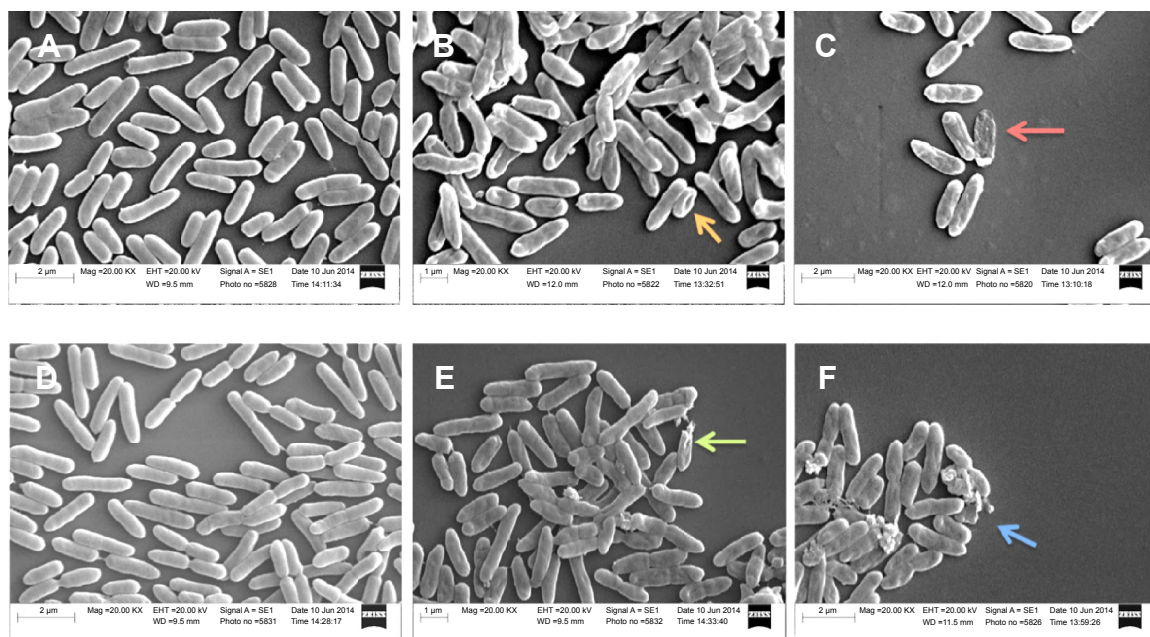 A
B
C
2 µm Mag =20.00 KX EHT =20.00 kV Signal A = SE1 Date 10 Jun 2014
WD =9.5 mm Photo no =5828 Time 14:11:34
ZEISS
1 µm Mag =20.00 KX EHT =20.00 kV Signal A = SE1 Date 10 Jun 2014
WD =12.0 mm Photo no =5822 Time 13:32:51
ZEISS
2 µm Mag =20.00 KX EHT =20.00 kV Signal A = SE1 Date 10 Jun 2014
WD =12.0 mm Photo no =5820 Time 13:10:18
ZEISS
D
E
F
2 µm Mag =20.00 KX EHT =20.00 kV Signal A = SE1 Date 10 Jun 2014
WD =9.5 mm Photo no =5831 Time 14:28:17
ZEISS
1 µm Mag =20.00 KX EHT =20.00 kV Signal A = SE1 Date 10 Jun 2014
WD =9.5 mm Photo no =5832 Time 14:33:40
ZEISS
2 µm Mag =20.00 KX EHT =20.00 kV Signal A = SE1 Date 10 Jun 2014
WD =11.5 mm Photo no =5826 Time 13:59:26
ZEISS